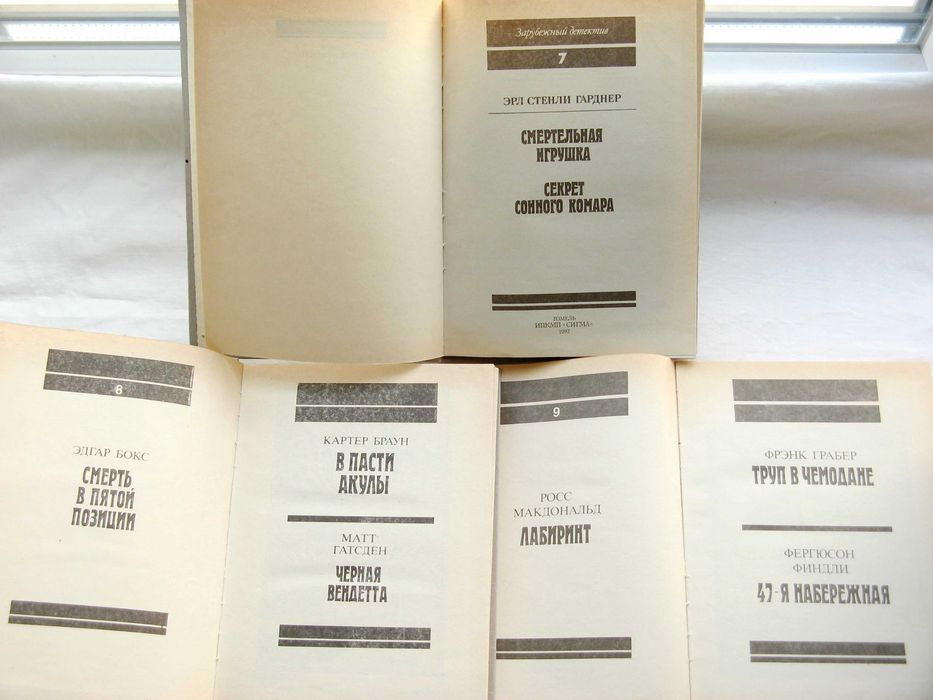 Зарубежный детектив
7
ЭРЛ СТЕНЛИ ГАРДНЕР
СМЕРТЕЛЬНАЯ
ИГРУШКА
СЕКРЕТ
СОННОГО КОМАРА
ГОМЕЛЬ
ИПКМП «СИГМА»
1992
8
ЭДГАР БОКС
СМЕРТЬ
В ПЯТОЙ
ПОЗИЦИИ
КАРТЕР БРАУН
В ПАСТИ
АКУЛЫ
МАТТ
ГАТСДЕН
ЧЕРНАЯ
ВЕНДЕТТА
9
РОСС
МАКДОНАЛЬД
ЛАБИРИНТ
ФРЭНК ГРАБЕР
ТРУП В ЧЕМОДАНЕ
ФЕРГЮСОН
ФИНДЛИ
47-Я НАБЕРЕЖНАЯ